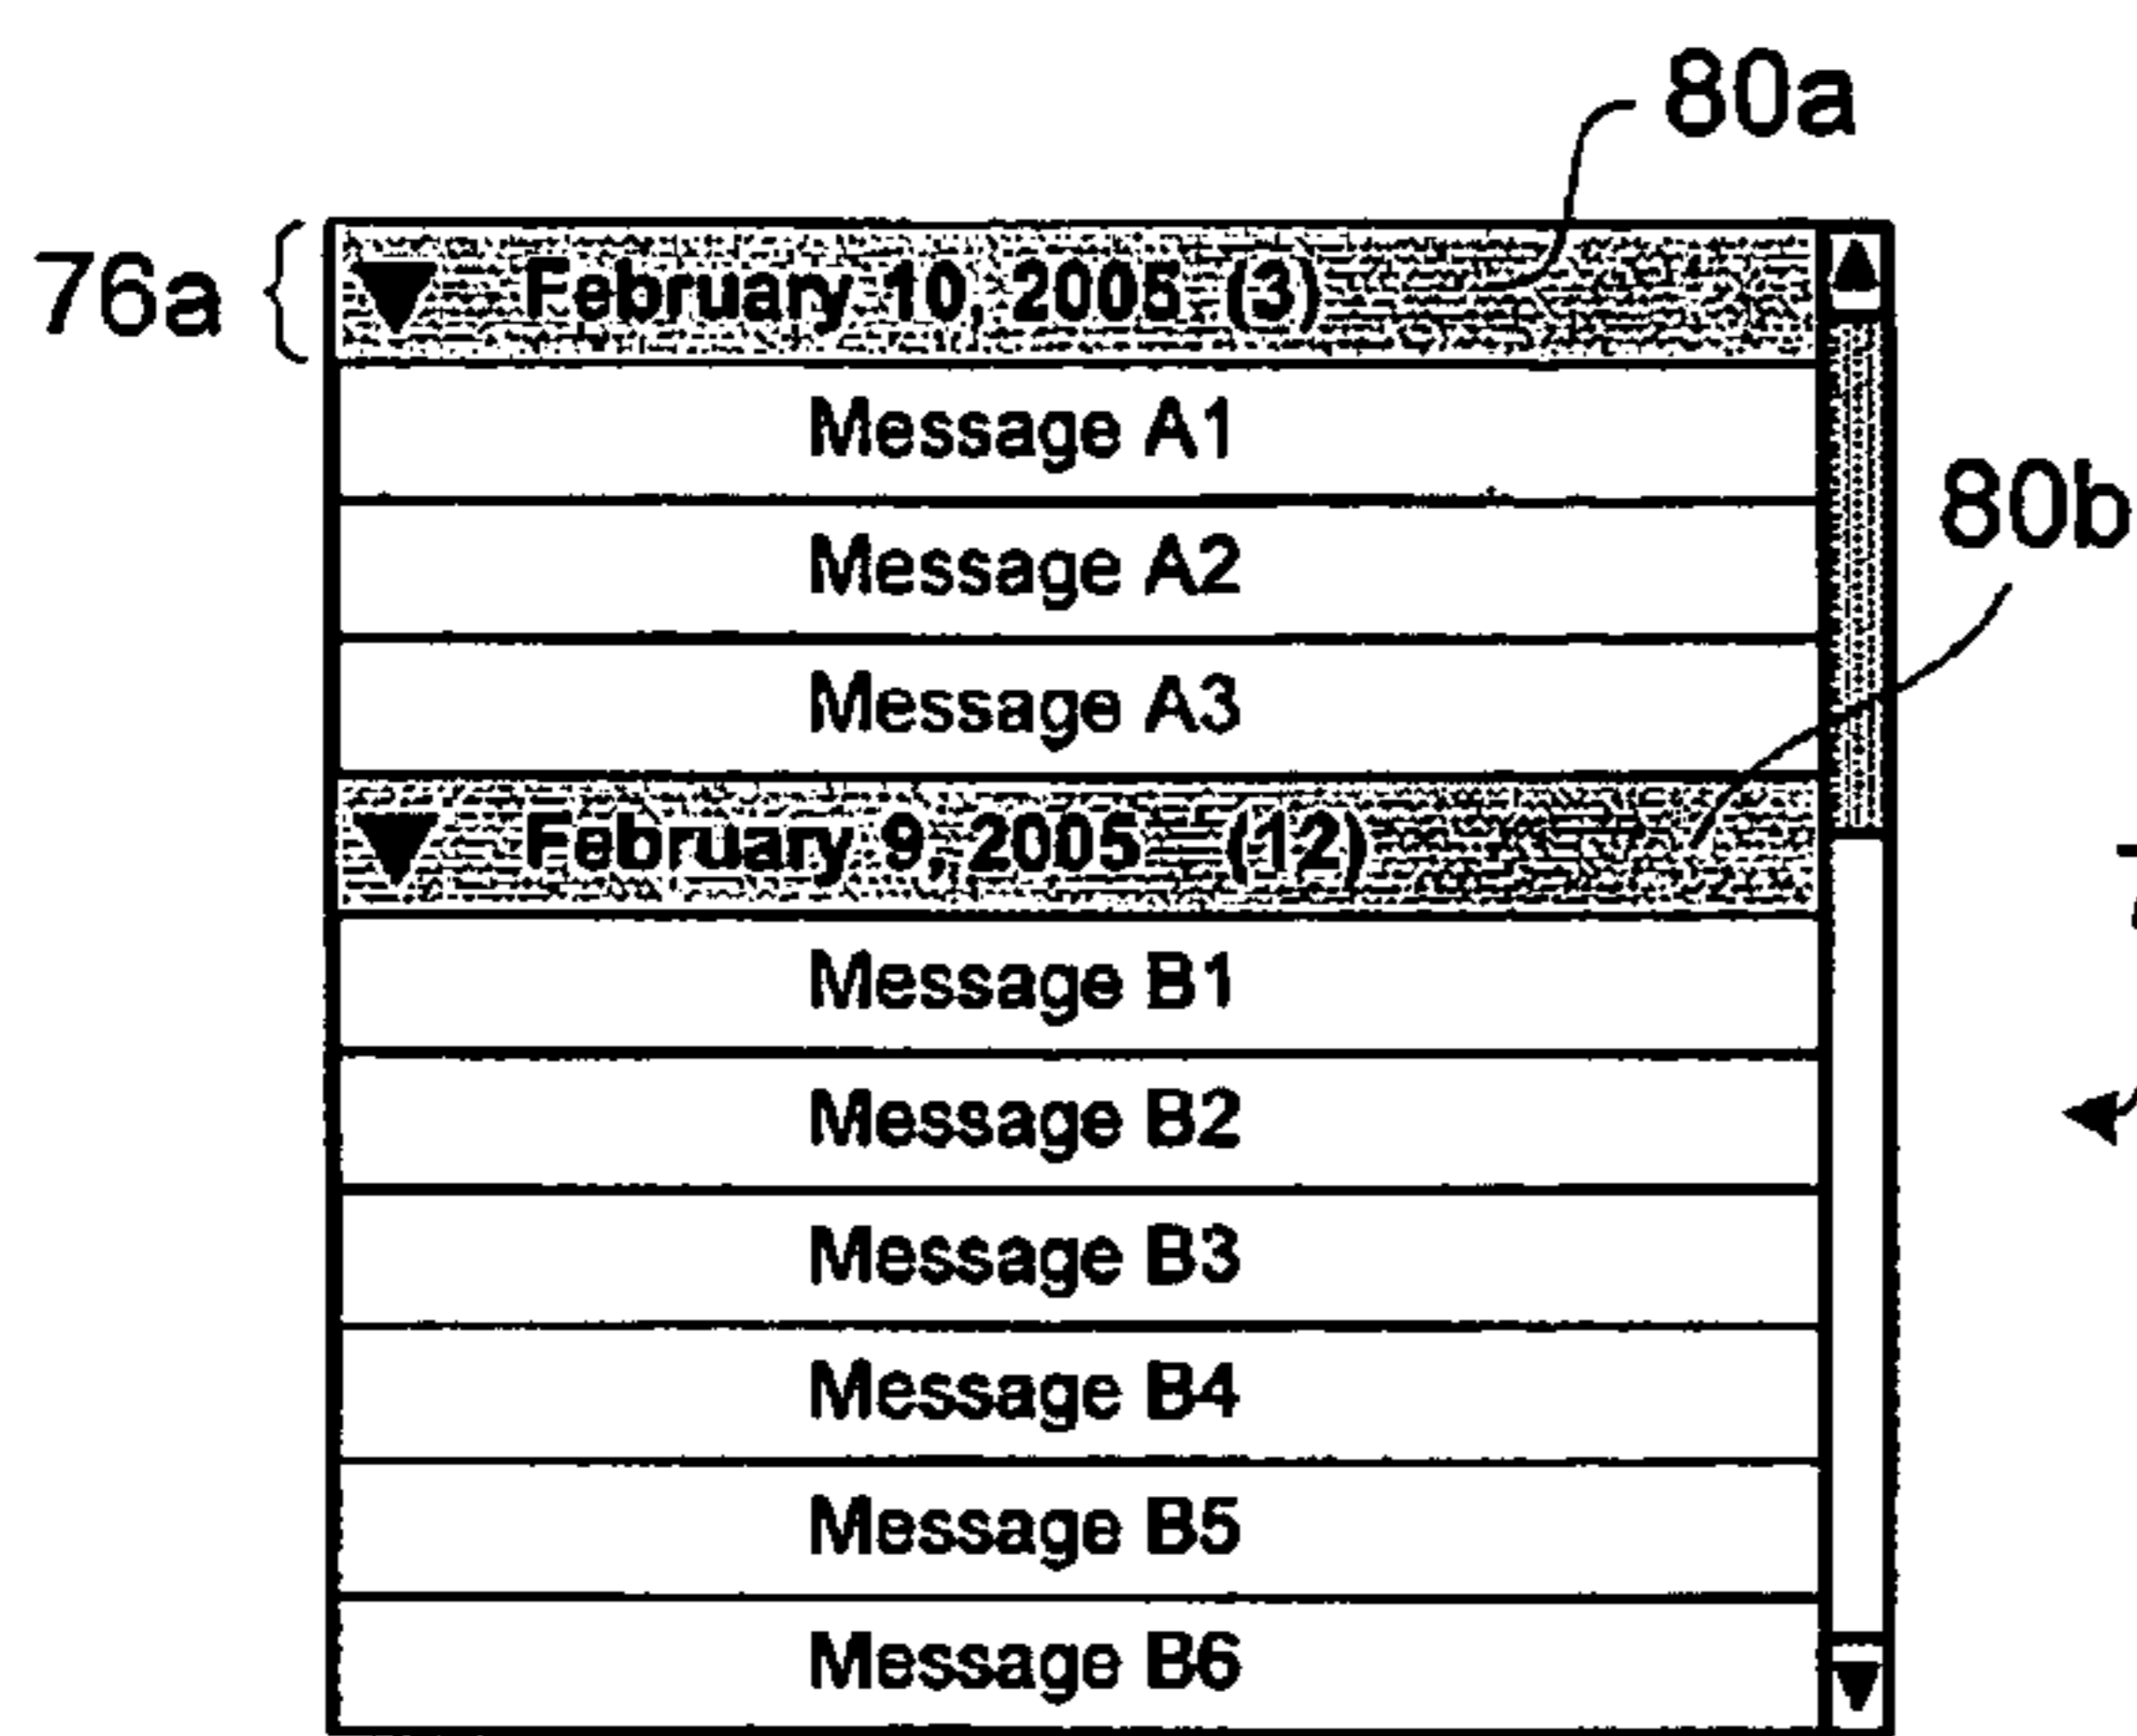 80a
76a
February 10, 2005 (3)
Message A1
Message A2
80b
Message A3
February 9, 2005 (12)
Message B1
Message B2
Message B3
Message B4
Message B5
Message B6